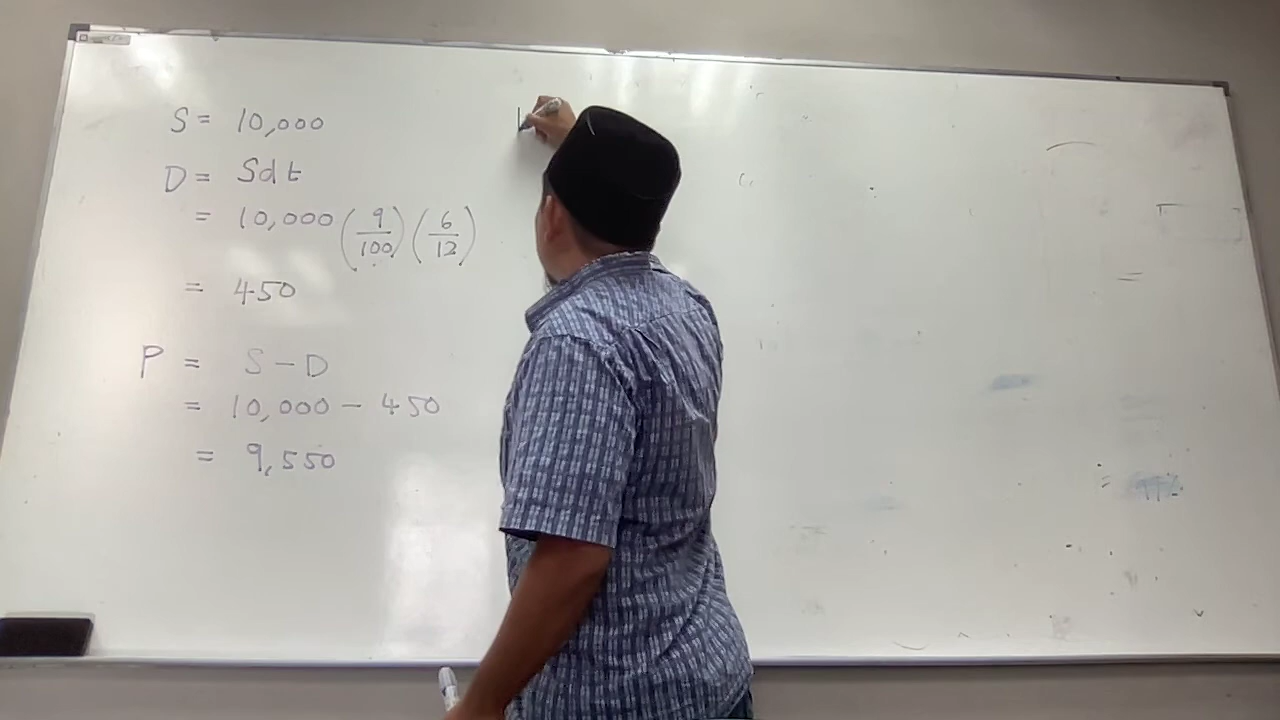 S = 10,000
D = Sdt
= 10,000 (9/100) (6/12)
= 450
P = S - D
= 10,000 - 450
= 9,550